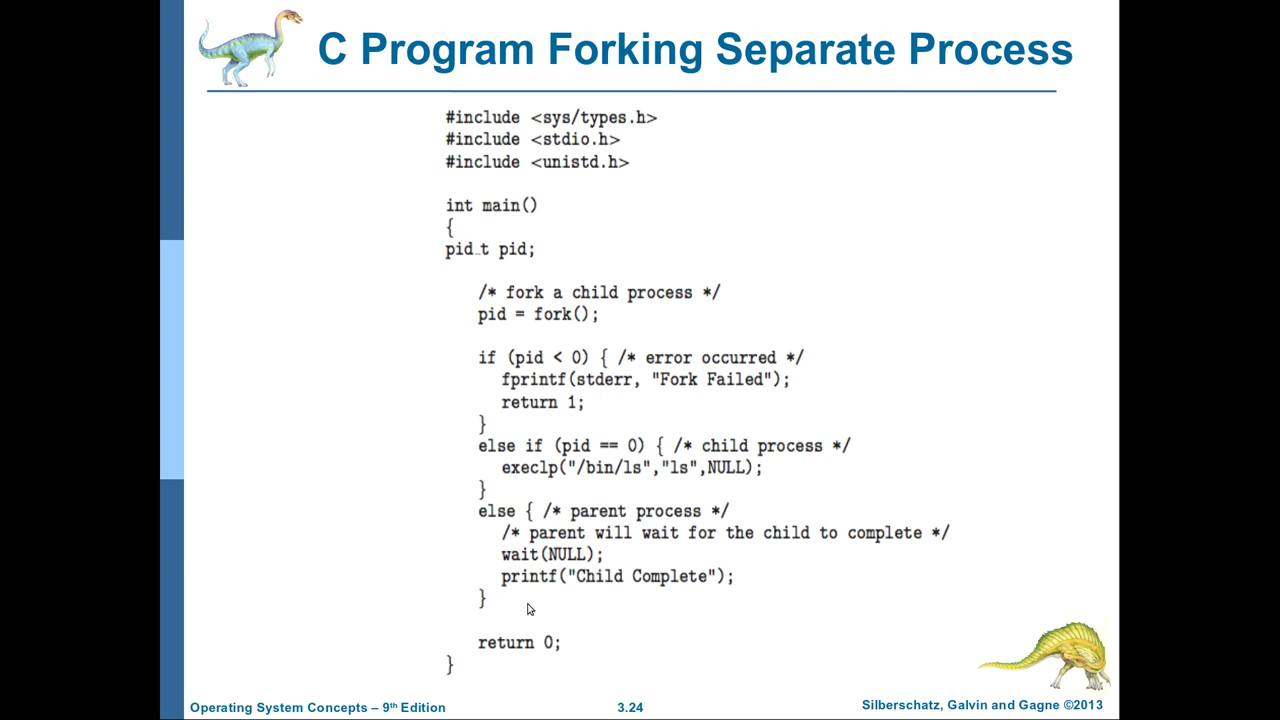 C Program Forking Separate Process
#include <sys/types.h>
#include <stdio.h>
#include <unistd.h>
int main()
{
pid_t pid;
/* fork a child process */
pid = fork();
if (pid < 0) { /* error occurred */
fprintf(stderr, "Fork Failed");
return 1;
}
else if (pid == 0) { /* child process */
execlp("/bin/ls","ls",NULL);
}
else { /* parent process */
/* parent will wait for the child to complete */
wait(NULL);
printf("Child Complete");
}
return 0;
}
Operating System Concepts – 9th Edition
3.24
Silberschatz, Galvin and Gagne ©2013